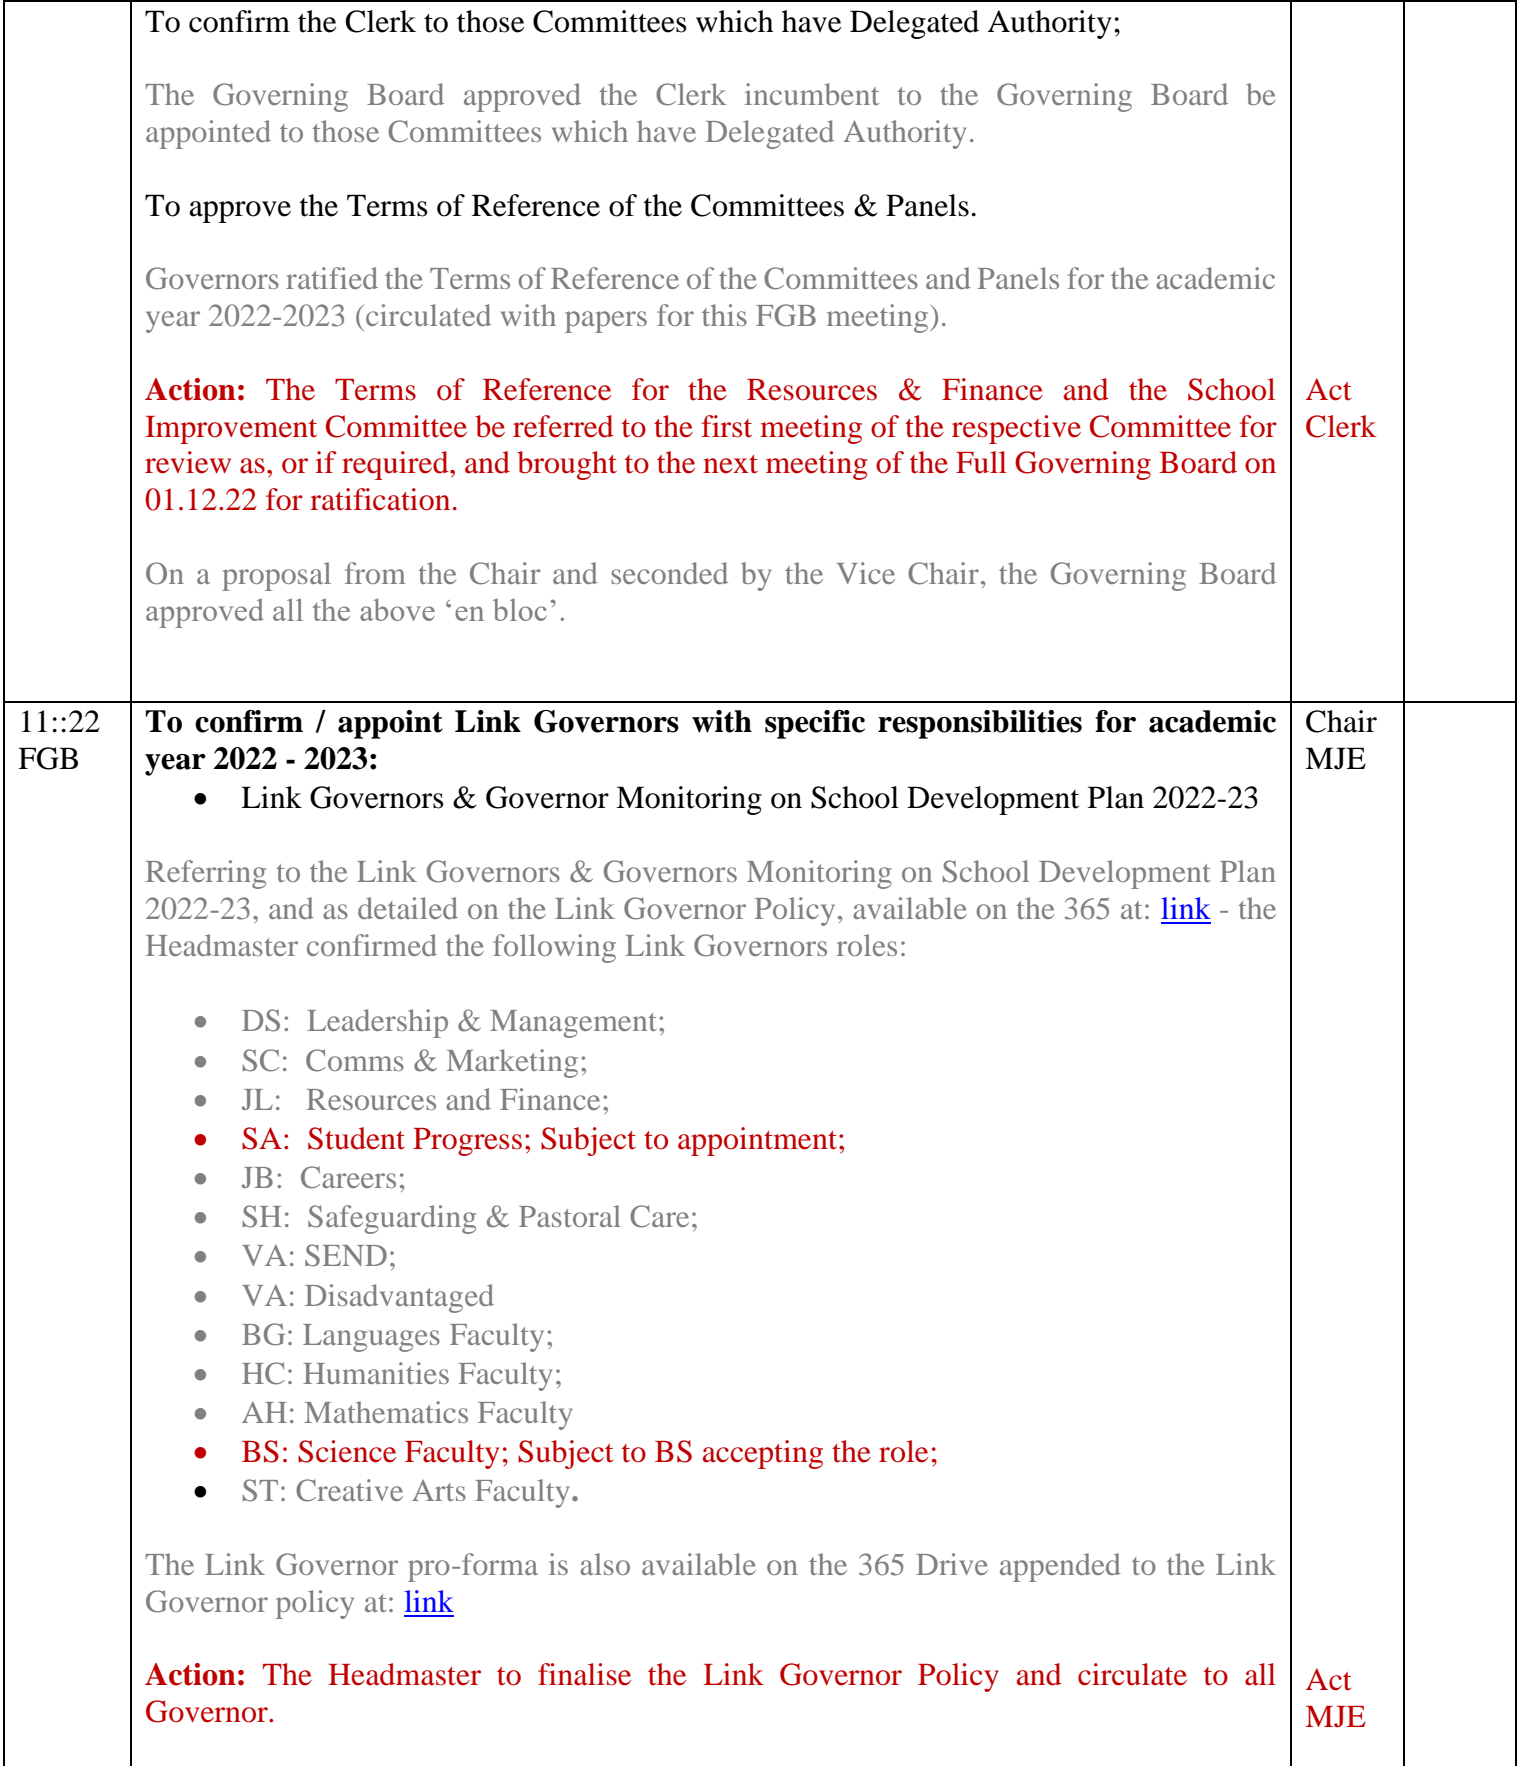 To confirm the Clerk to those Committees which have Delegated Authority;
The Governing Board approved the Clerk incumbent to the Governing Board be
appointed to those Committees which have Delegated Authority.
To approve the Terms of Reference of the Committees & Panels.
Governors ratified the Terms of Reference of the Committees and Panels for the academic
year 2022-2023 (circulated with papers for this FGB meeting).
Action: The Terms of Reference for the Resources & Finance and the School
Improvement Committee be referred to the first meeting of the respective Committee for
review as, or if required, and brought to the next meeting of the Full Governing Board on
01.12.22 for ratification.
Act
Clerk
On a proposal from the Chair and seconded by the Vice Chair, the Governing Board
approved all the above ‘en bloc’.
11::22
FGB
To confirm / appoint Link Governors with specific responsibilities for academic
year 2022 - 2023:
Chair
MJE
• Link Governors & Governor Monitoring on School Development Plan 2022-23
Referring to the Link Governors & Governors Monitoring on School Development Plan
2022-23, and as detailed on the Link Governor Policy, available on the 365 at: link - the
Headmaster confirmed the following Link Governors roles:
• DS: Leadership & Management;
• SC: Comms & Marketing;
• JL: Resources and Finance;
• SA: Student Progress; Subject to appointment;
• JB: Careers;
• SH: Safeguarding & Pastoral Care;
• VA: SEND;
• VA: Disadvantaged
• BG: Languages Faculty;
• HC: Humanities Faculty;
• AH: Mathematics Faculty
• BS: Science Faculty; Subject to BS accepting the role;
• ST: Creative Arts Faculty.
The Link Governor pro-forma is also available on the 365 Drive appended to the Link
Governor policy at: link
Action: The Headmaster to finalise the Link Governor Policy and circulate to all
Governor.
Act
MJE